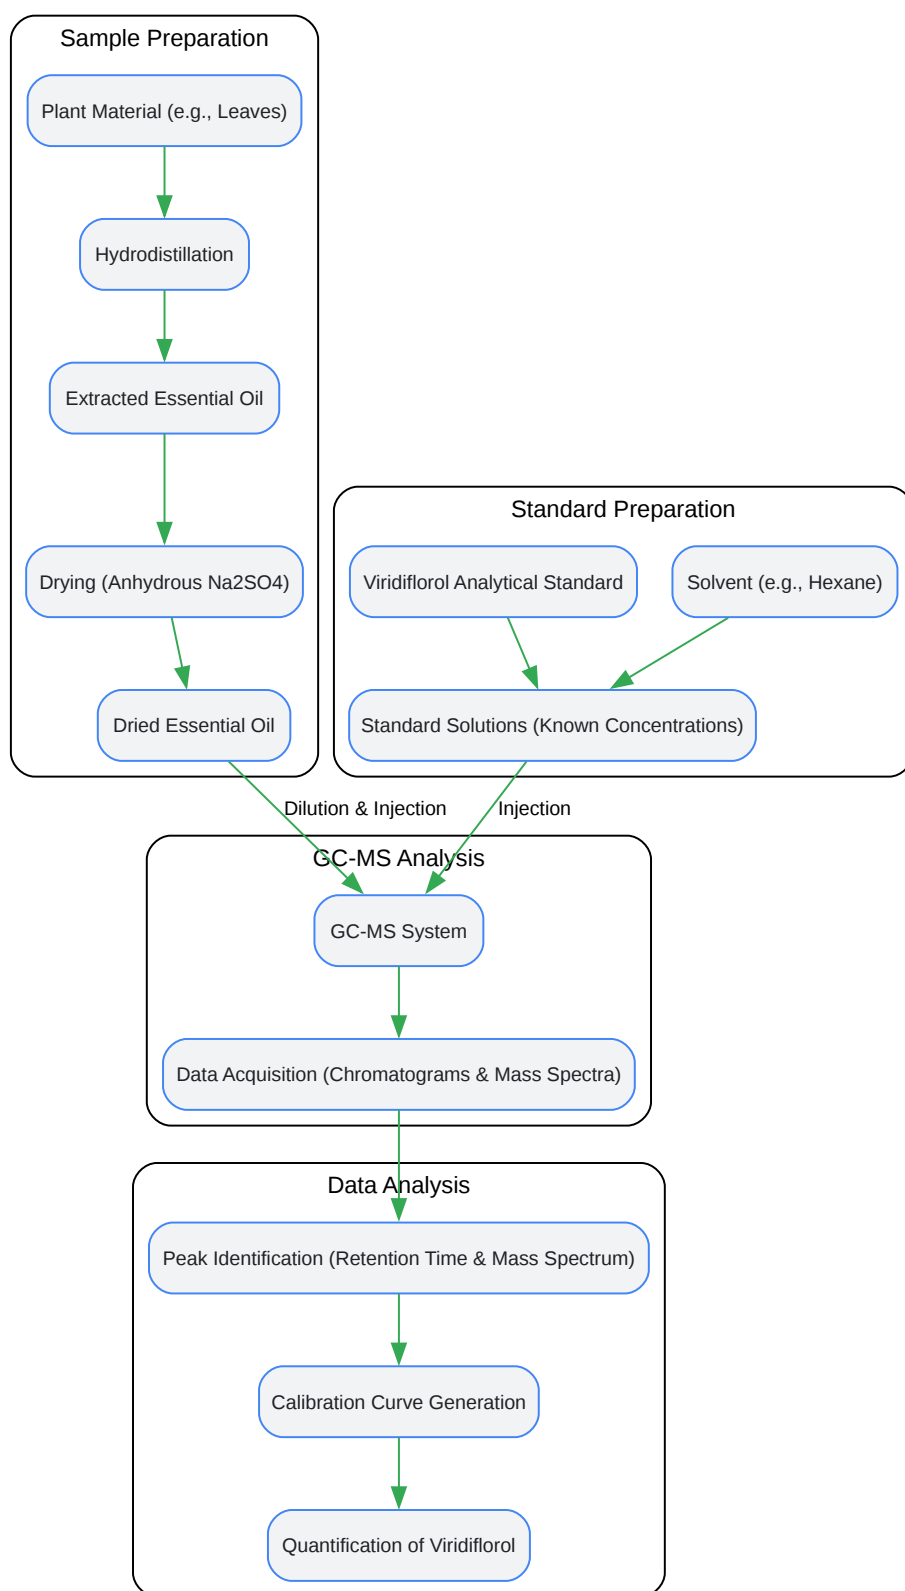 Sample Preparation
Plant Material (e.g., Leaves)
Hydrodistillation
Extracted Essential Oil
Drying (Anhydrous Na2SO4)
Dried Essential Oil
Standard Preparation
Viridiflorol Analytical Standard
Solvent (e.g., Hexane)
Standard Solutions (Known Concentrations)
Dilution & Injection
Injection
GC-MS Analysis
GC-MS System
Data Acquisition (Chromatograms & Mass Spectra)
Data Analysis
Peak Identification (Retention Time & Mass Spectrum)
Calibration Curve Generation
Quantification of Viridiflorol